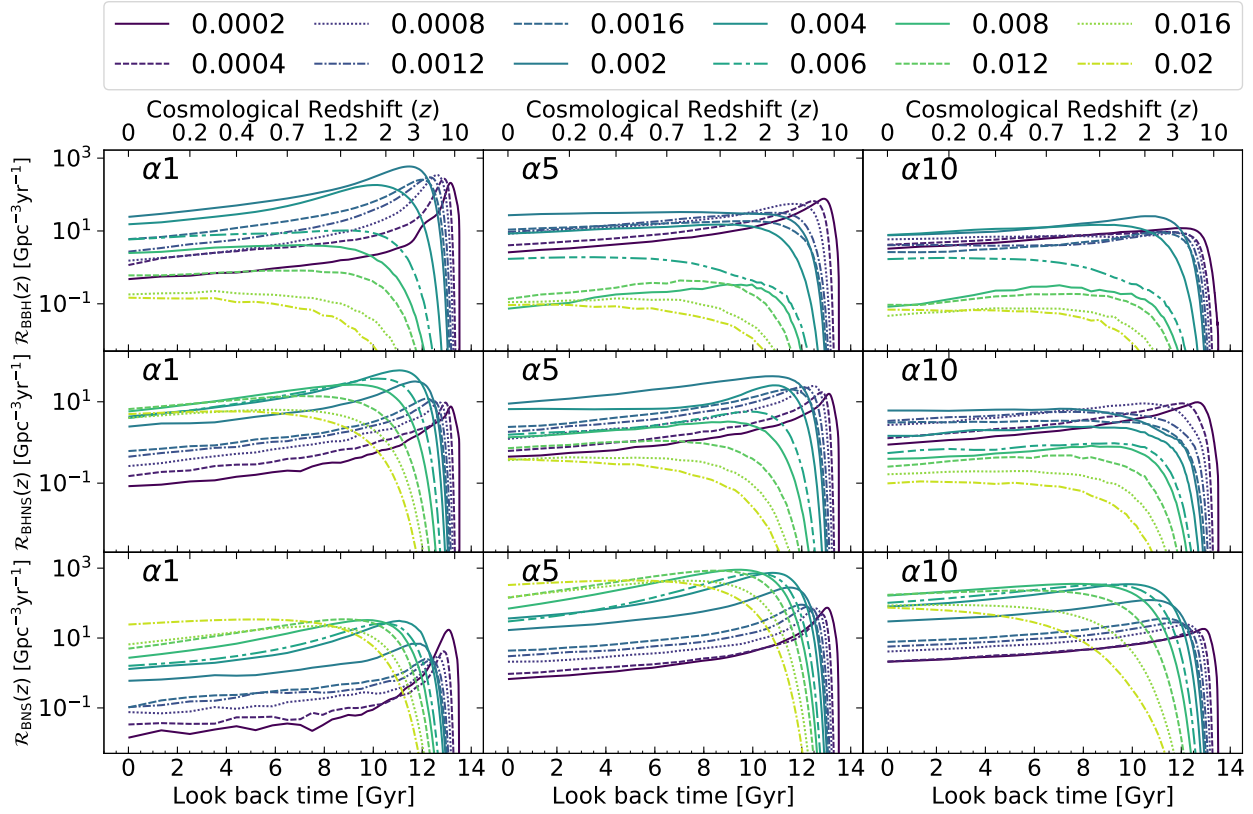 0.0002 0.0008 0.0016 0.004 0.008 0.016
0.0004 0.0012 0.002 0.006 0.012 0.02
Cosmological Redshift (z) Cosmological Redshift (z) Cosmological Redshift (z)
0 0.2 0.4 0.7 1.2 2 3 10 0 0.2 0.4 0.7 1.2 2 3 10 0 0.2 0.4 0.7 1.2 2 3 10
α1 α5 α10
10³
10¹
10⁻¹
R_BBH(z) [Gpc⁻³yr⁻¹]
α1 α5 α10
10¹
10⁻¹
R_BHNS(z) [Gpc⁻³yr⁻¹]
α1 α5 α10
10³
10¹
10⁻¹
R_BNS(z) [Gpc⁻³yr⁻¹]
0 2 4 6 8 10 12 14 0 2 4 6 8 10 12 14 0 2 4 6 8 10 12 14
Look back time [Gyr] Look back time [Gyr] Look back time [Gyr]